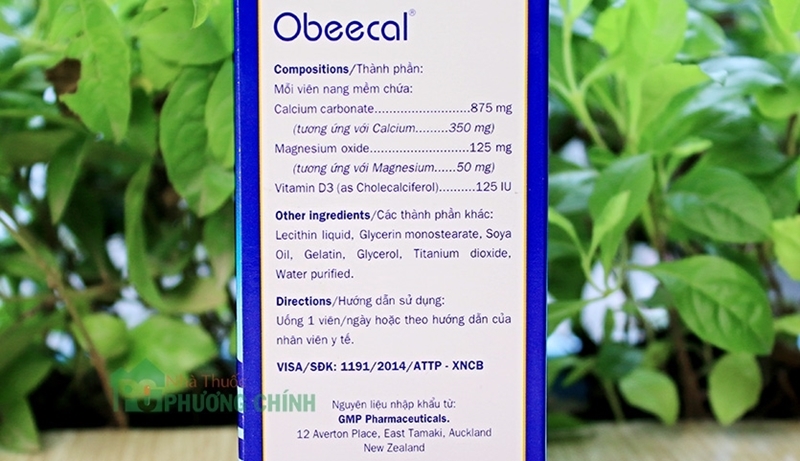 Obeecal®
Compositions/Thành phần:
Mỗi viên nang mềm chứa:
Calcium carbonate..........................875 mg
(tương ứng với Calcium.........350 mg)
Magnesium oxide...........................125 mg
(tương ứng với Magnesium......50 mg)
Vitamin D3 (as Cholecalciferol)..........125 IU
Other ingredients/Các thành phần khác:
Lecithin liquid, Glycerin monostearate, Soya
Oil, Gelatin, Glycerol, Titanium dioxide,
Water purified.
Directions/Hướng dẫn sử dụng:
Uống 1 viên/ngày hoặc theo hướng dẫn của
nhân viên y tế.
VISA/SĐK: 1191/2014/ATTP - XNCB
Nhà Thuốc
PHƯƠNG CHÍNH
Nguyên liệu nhập khẩu từ:
GMP Pharmaceuticals.
12 Averton Place, East Tamaki, Auckland
New Zealand